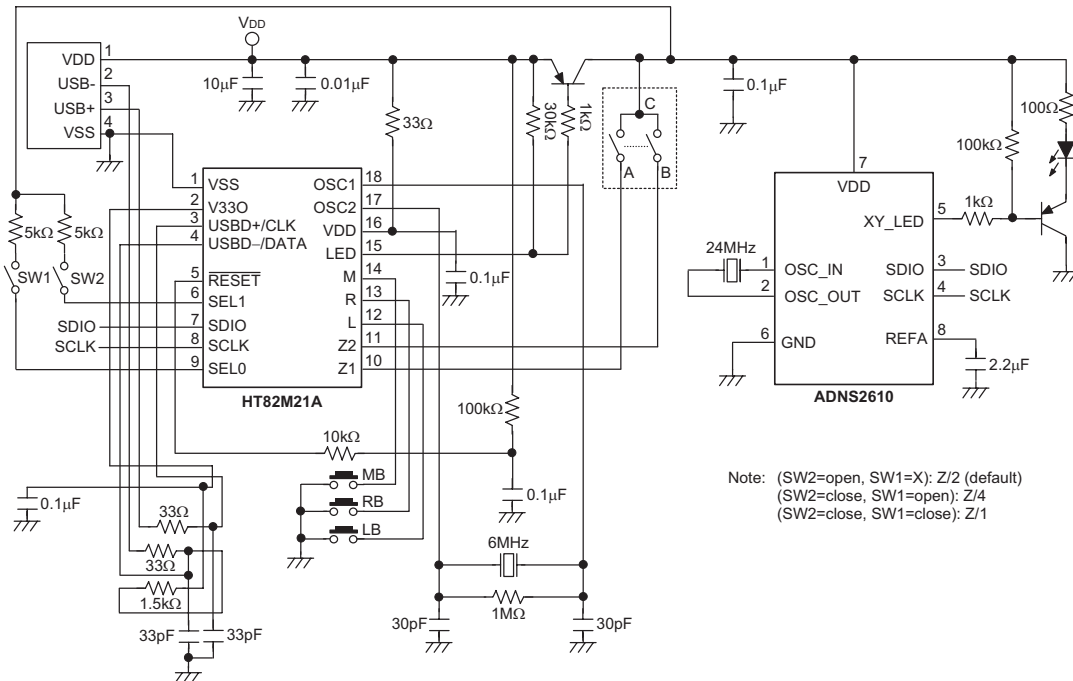 VDD
1
VDD
2
USB-
3
USB+
4
VSS
10μF
0.01μF
33Ω
30kΩ
1kΩ
C
A
B
0.1μF
100kΩ
100Ω
5kΩ
5kΩ
SW1
SW2
1
VSS
2
V33O
3
USBD+/CLK
4
USBD–/DATA
5
RESET
6
SEL1
7
SDIO
SDIO
8
SCLK
SCLK
9
SEL0
OSC1
18
OSC2
17
VDD
16
LED
15
M
14
R
13
L
12
Z2
11
Z1
10
HT82M21A
0.1μF
7
VDD
24MHz
1
OSC_IN
2
OSC_OUT
6
GND
XY_LED
5
1kΩ
SDIO
3
SDIO
SCLK
4
SCLK
REFA
8
2.2μF
ADNS2610
100kΩ
10kΩ
MB
RB
LB
0.1μF
0.1μF
33Ω
33Ω
1.5kΩ
33pF
33pF
6MHz
1MΩ
30pF
30pF
Note: (SW2=open, SW1=X): Z/2 (default)
(SW2=close, SW1=open): Z/4
(SW2=close, SW1=close): Z/1